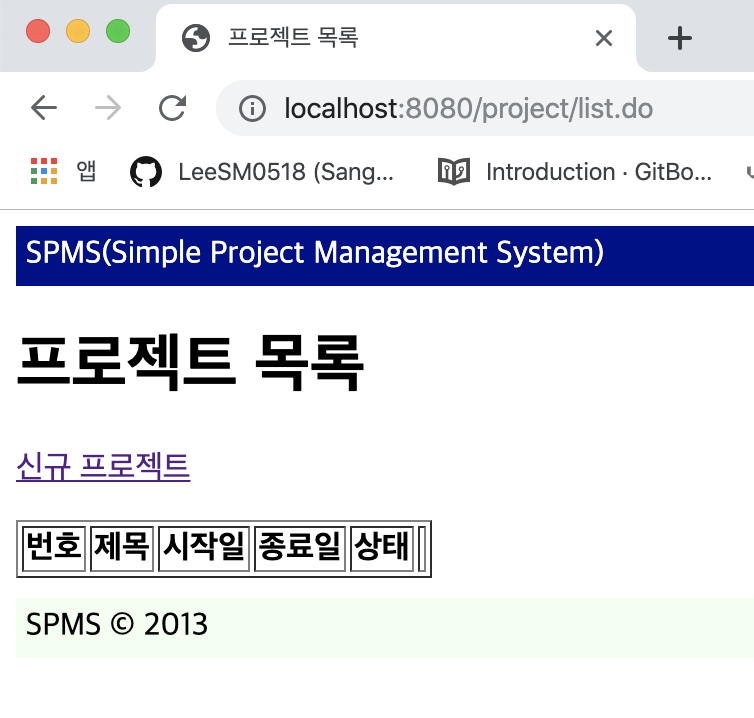 프로젝트 목록
localhost:8080/project/list.do
앱 LeeSM0518 (Sang... Introduction · GitBo...
SPMS(Simple Project Management System)
프로젝트 목록
신규 프로젝트
번호 제목 시작일 종료일 상태
SPMS © 2013